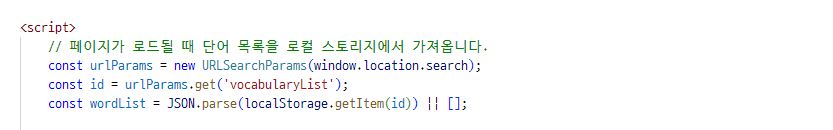 <script>
// 페이지가 로드될 때 단어 목록을 로컬 스토리지에서 가져옵니다.
const urlParams = new URLSearchParams(window.location.search);
const id = urlParams.get('vocabularyList');
const wordList = JSON.parse(localStorage.getItem(id)) || [];